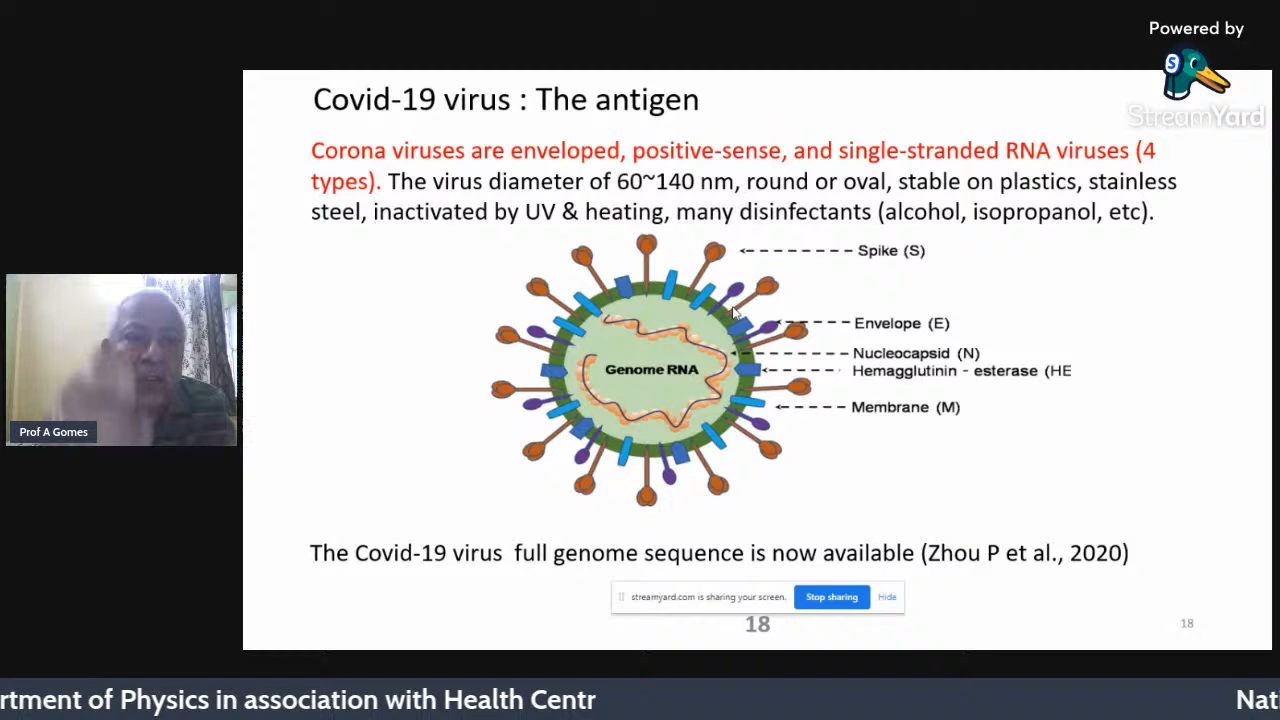 Powered by
S
StreamYard
Covid-19 virus : The antigen
Corona viruses are enveloped, positive-sense, and single-stranded RNA viruses (4
types). The virus diameter of 60~140 nm, round or oval, stable on plastics, stainless
steel, inactivated by UV & heating, many disinfectants (alcohol, isopropanol, etc).
Spike (S)
Envelope (E)
Nucleocapsid (N)
Genome RNA
Hemagglutinin - esterase (HE
Membrane (M)
Prof A Gomes
The Covid-19 virus full genome sequence is now available (Zhou P et al., 2020)
streamyard.com is sharing your screen. Stop sharing Hide
18
18
rtment of Physics in association with Health Centr Nat